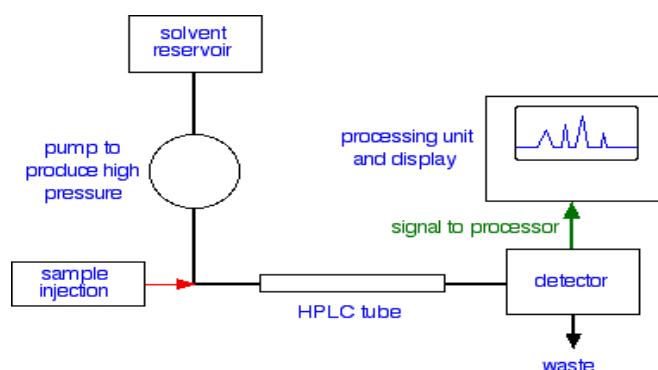 solvent
reservoir
pump to
produce high
pressure
processing unit
and display
signal to processor
sample
injection
HPLC tube
detector
waste